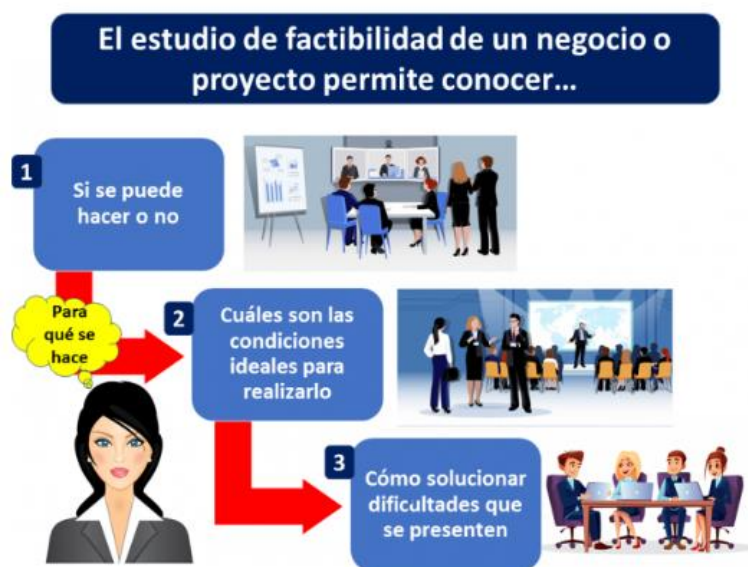 El estudio de factibilidad de un negocio o
proyecto permite conocer...
1
Si se puede
hacer o no
Para
qué se
hace
2
Cuáles son las
condiciones
ideales para
realizarlo
3
Cómo solucionar
dificultades que
se presenten